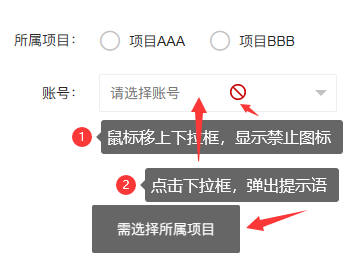 所属项目： 项目AAA 项目BBB
账号： 请选择账号
1 鼠标移上下拉框，显示禁止图标
2 点击下拉框，弹出提示语
需选择所属项目